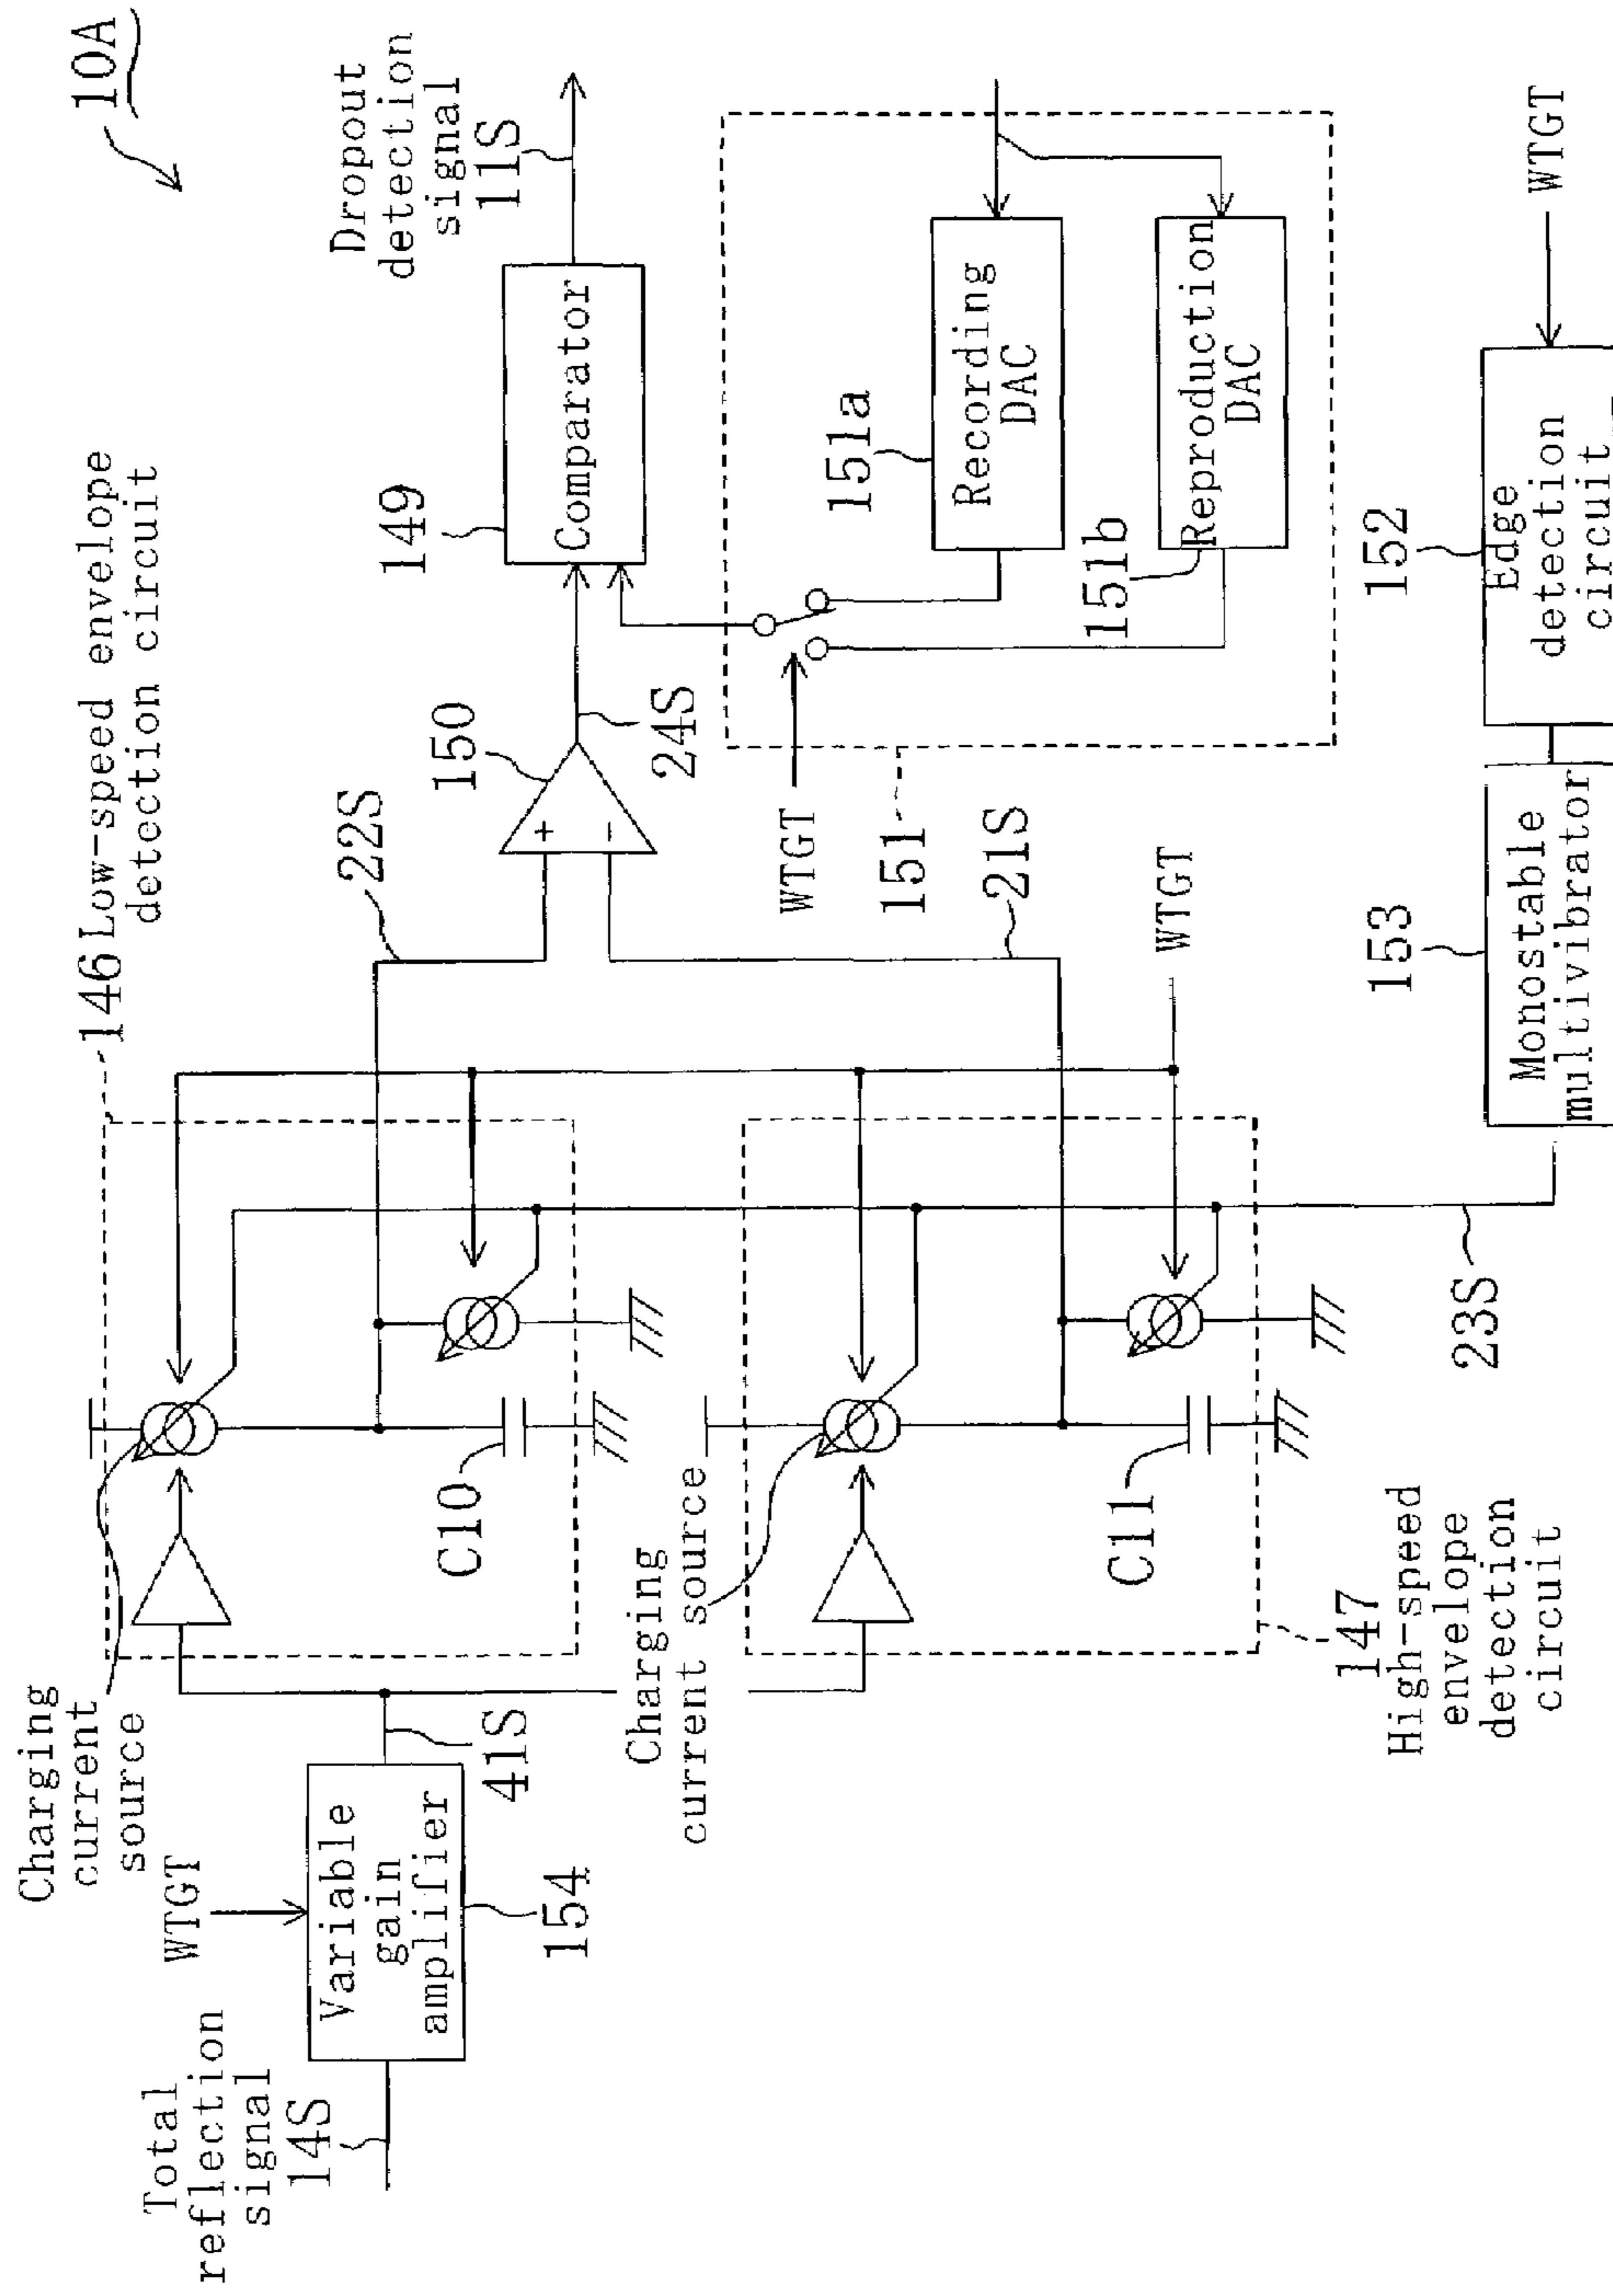 10A
Total
reflection
signal
14S
WTGT
Variable
gain
amplifier
154
41S
Charging
current
source
146
Low-speed envelope
detection circuit
C10
Charging
current source
C11
147
High-speed
envelope
detection
circuit
22S
21S
WTGT
23S
150
+
−
24S
149
Comparator
Dropout
detection
signal
11S
WTGT
151
151a
Recording
DAC
151b
Reproduction
DAC
153
Monostable
multivibrator
152
Edge
detection
circuit
WTGT